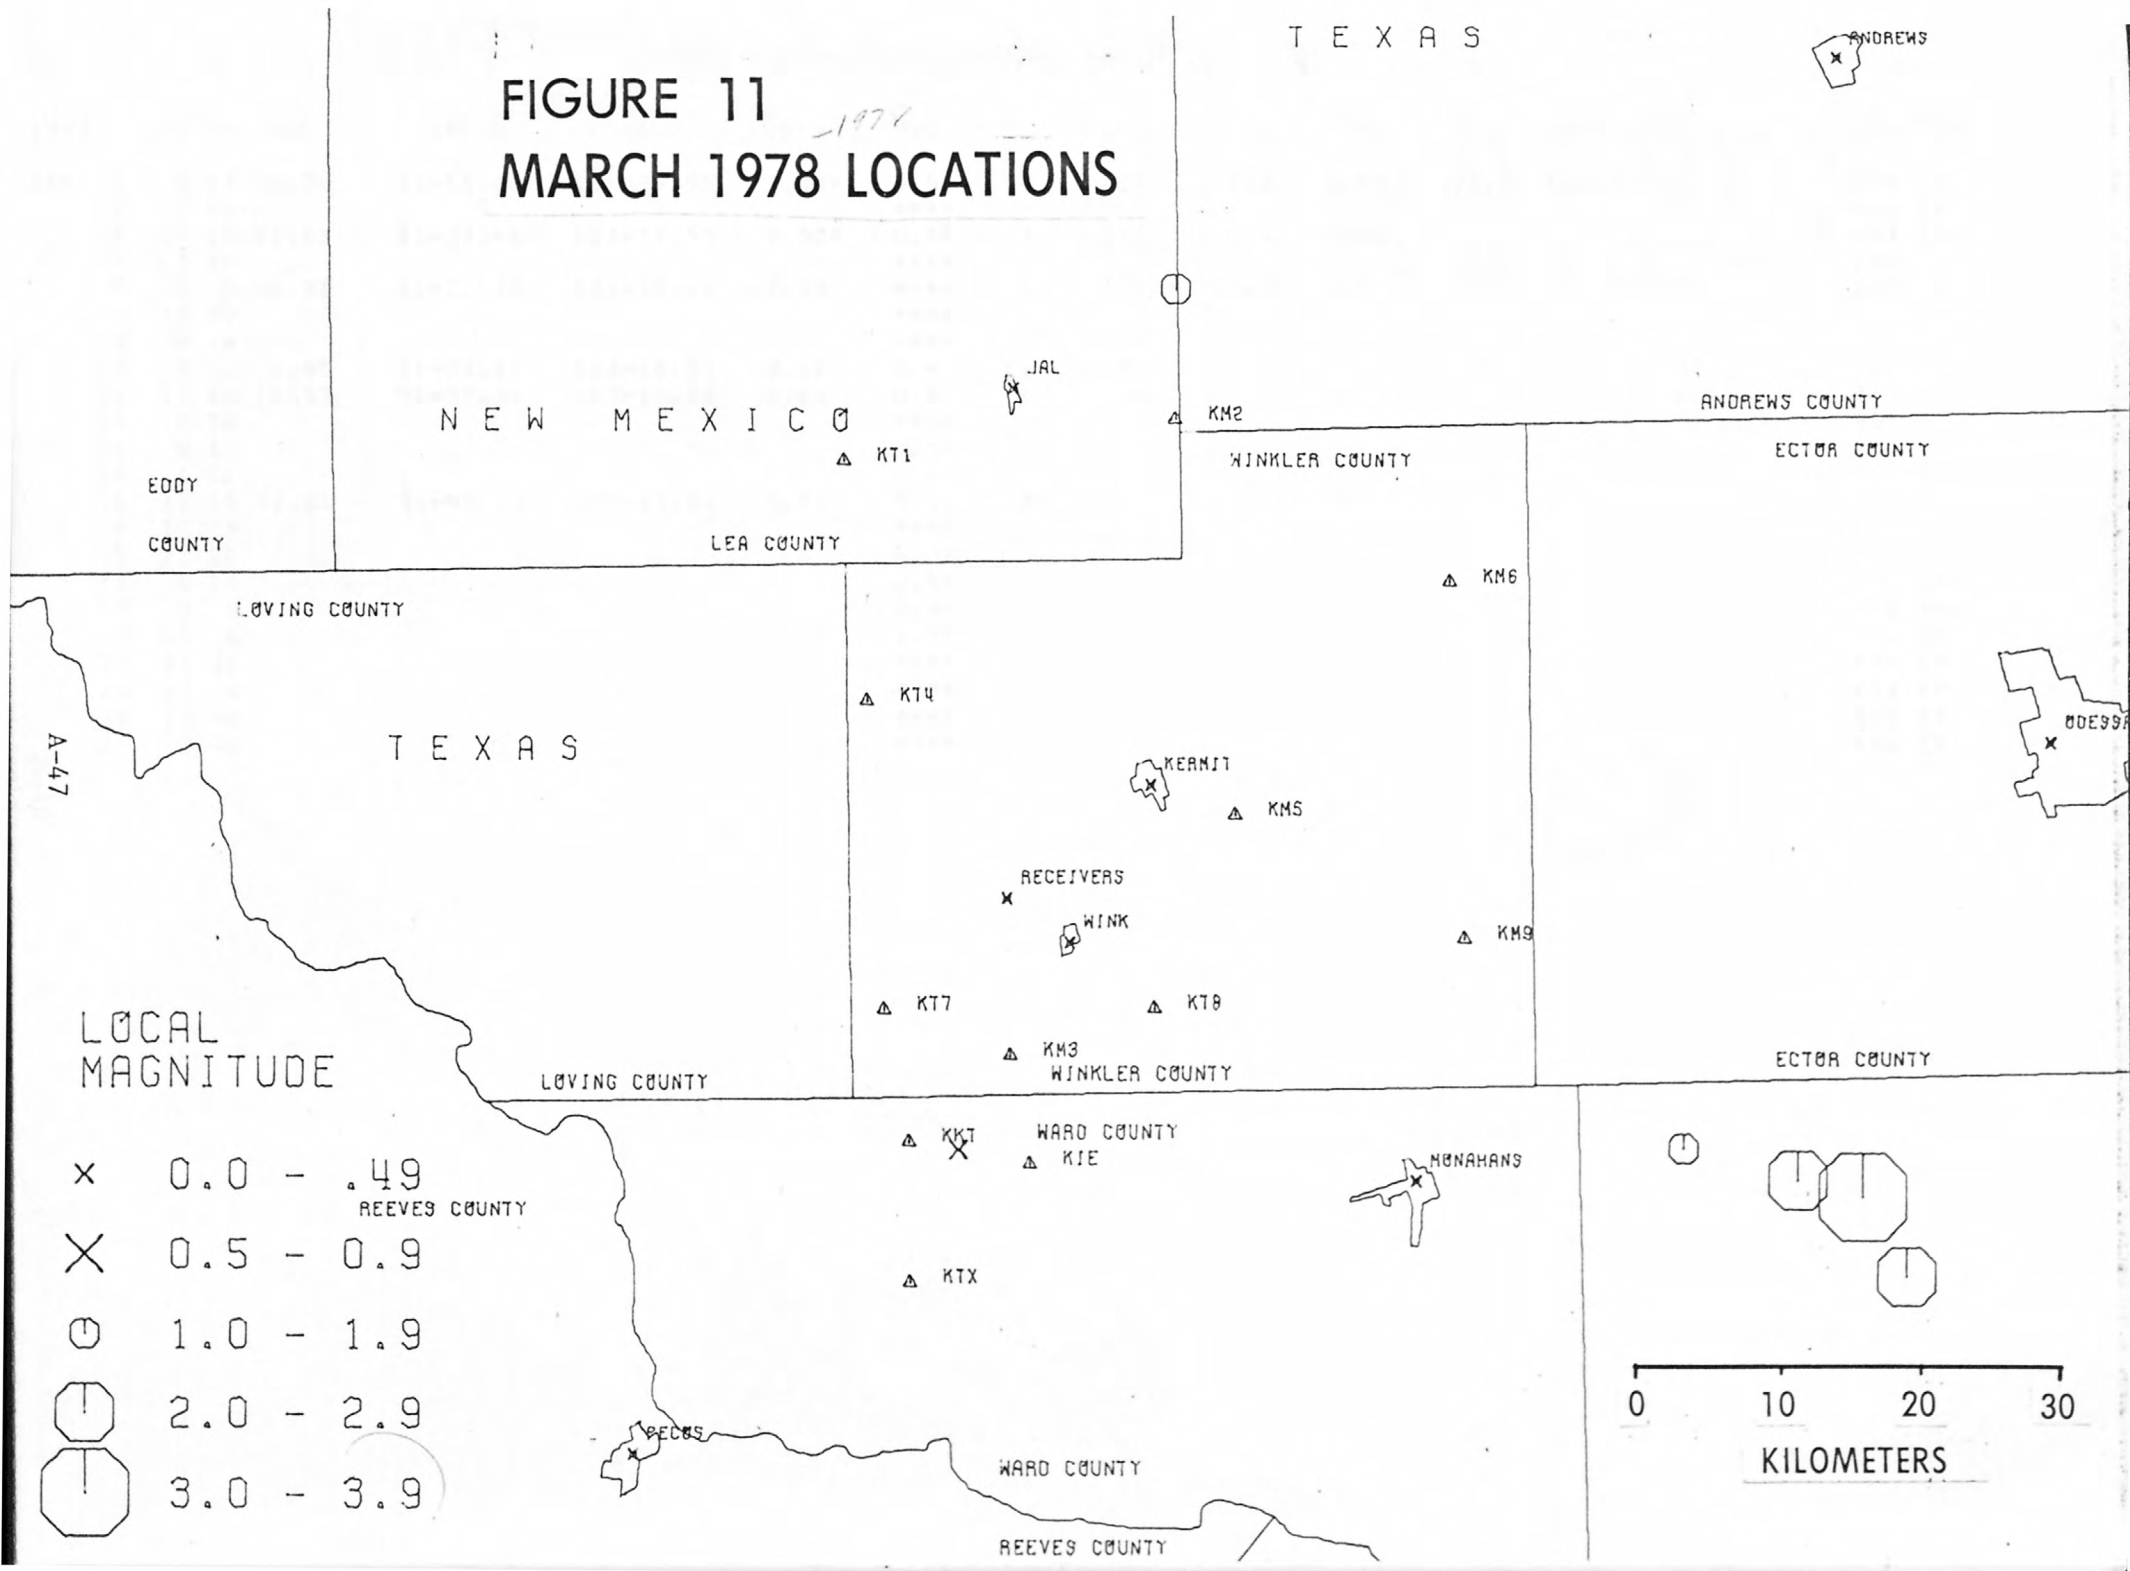 TEXAS
ANDREWS
FIGURE 11
MARCH 1978 LOCATIONS
JAL
NEW MEXICO
KM2
ANDREWS COUNTY
KT1
WINKLER COUNTY
ECTOR COUNTY
EDDY
COUNTY
LEA COUNTY
KM6
LOVING COUNTY
KT4
TEXAS
ODESSA
A-47
KERMIT
KM5
RECEIVERS
WINK
KM9
KT7
KT8
LOCAL
MAGNITUDE
KM3
WINKLER COUNTY
ECTOR COUNTY
LOVING COUNTY
KKT
WARD COUNTY
KIE
MONAHANS
0.0 - .49
REEVES COUNTY
0.5 - 0.9
KTX
1.0 - 1.9
2.0 - 2.9
0 10 20 30
KILOMETERS
PECOS
WARD COUNTY
3.0 - 3.9
REEVES COUNTY